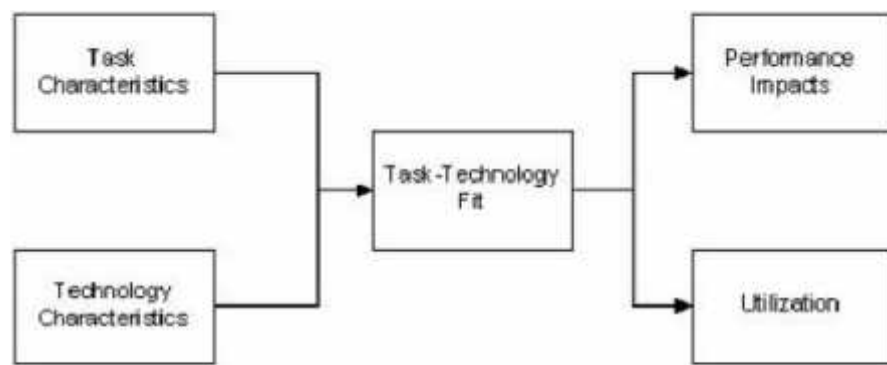 Task
Characteristics
Performance
Impacts
Task-Technology
Fit
Technology
Characteristics
Utilization